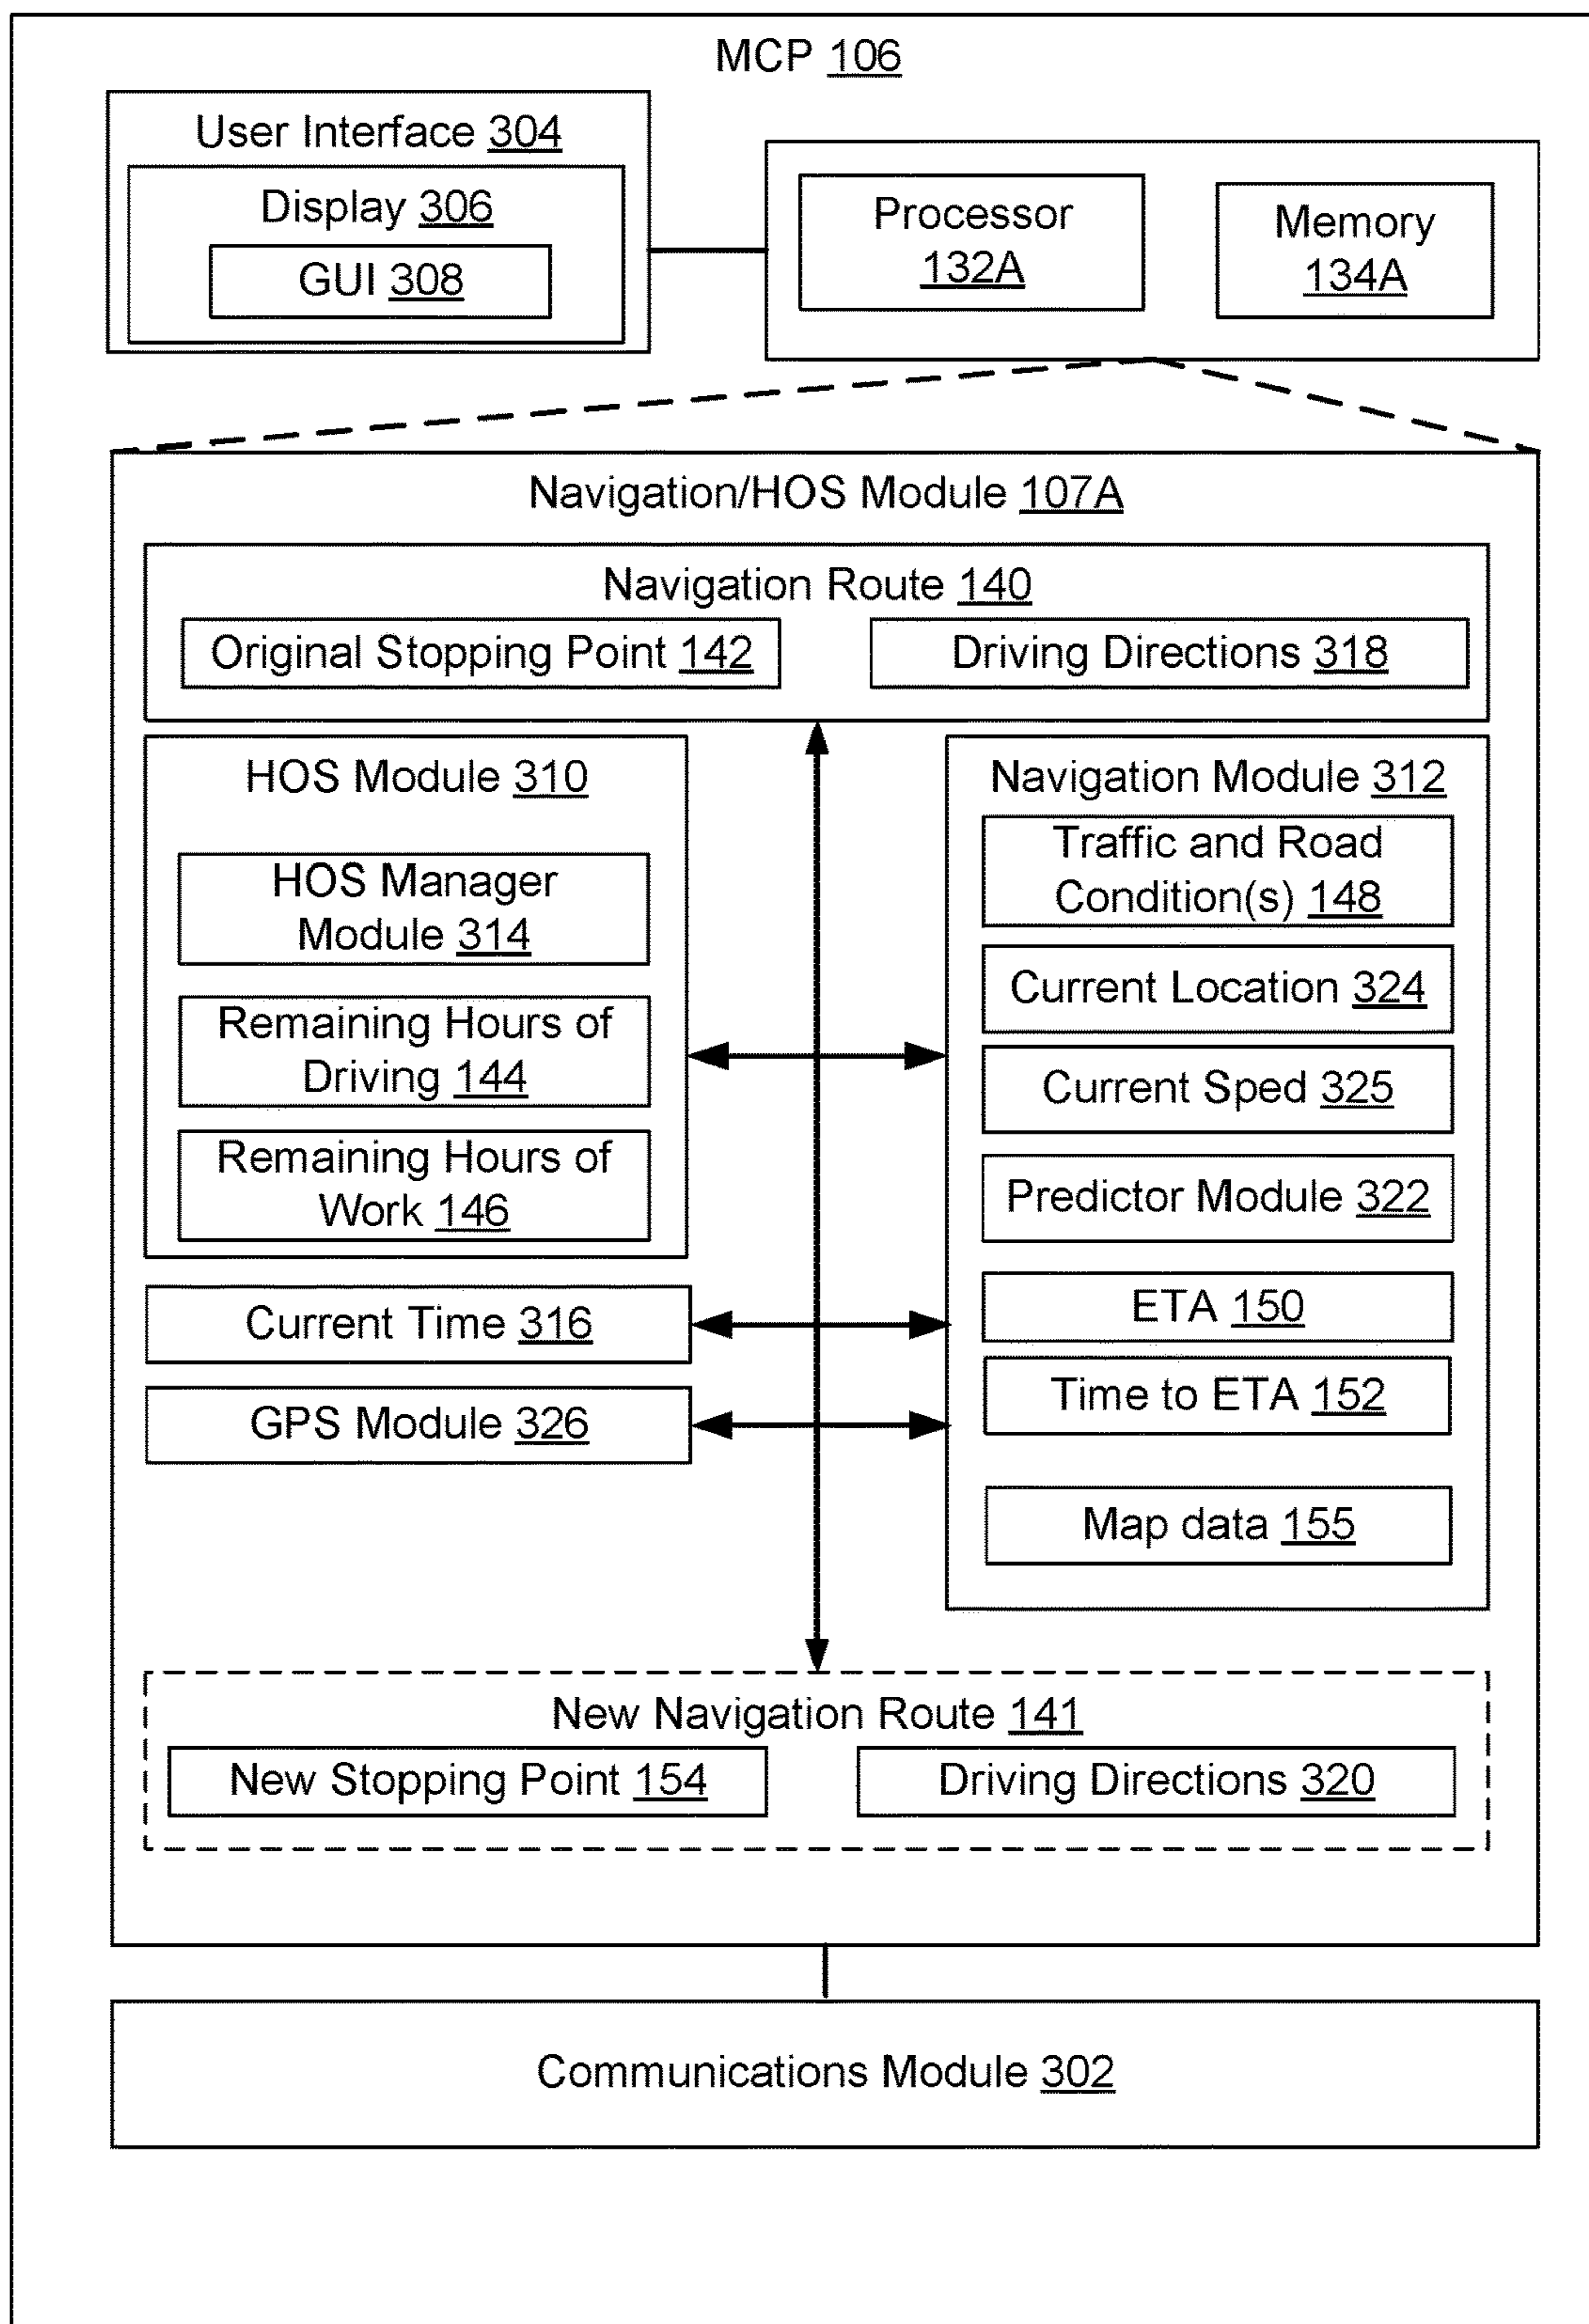 MCP 106
User Interface 304
Display 306
GUI 308
Processor
132A
Memory
134A
Navigation/HOS Module 107A
Navigation Route 140
Original Stopping Point 142
Driving Directions 318
HOS Module 310
HOS Manager
Module 314
Remaining Hours of
Driving 144
Remaining Hours of
Work 146
Current Time 316
GPS Module 326
Navigation Module 312
Traffic and Road
Condition(s) 148
Current Location 324
Current Sped 325
Predictor Module 322
ETA 150
Time to ETA 152
Map data 155
New Navigation Route 141
New Stopping Point 154
Driving Directions 320
Communications Module 302